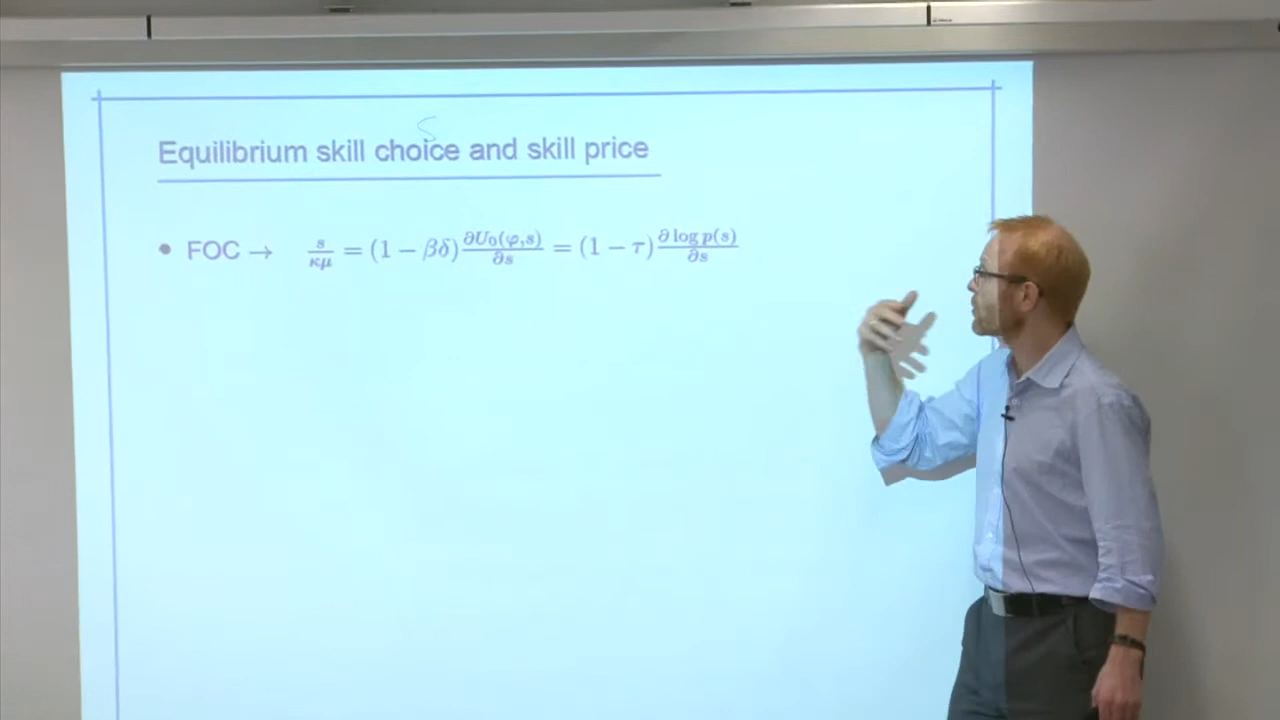 Equilibrium skill choice and skill price
• FOC → s/κμ = (1 − βδ) ∂U₀(φ,s)/∂s = (1 − τ) ∂ log p(s)/∂s